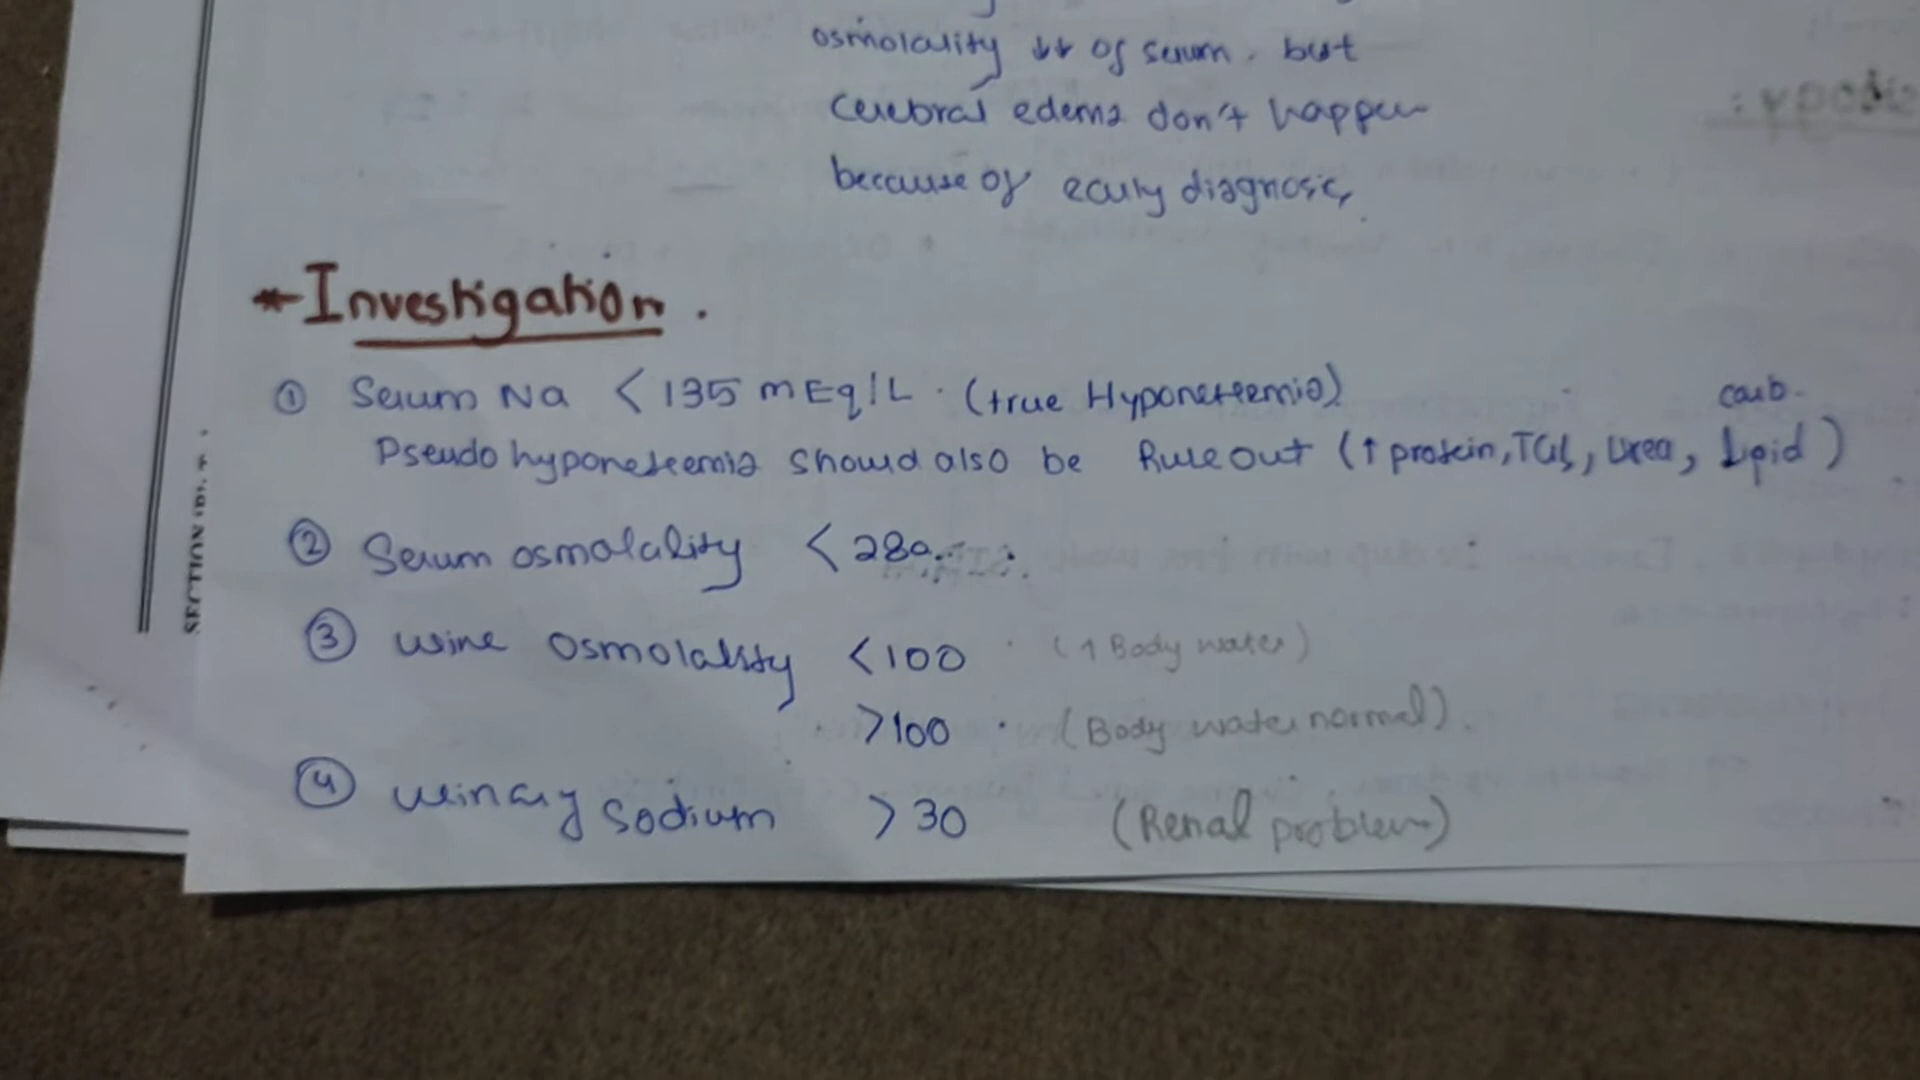 osmolality ↓↓ of serum. but
cerebral edema don't happen
because of early diagnosis,
*Investigation.
① Serum Na < 135 mEq/L. (true Hyponatremia)
carb.
Pseudo hyponatremia should also be Rule out (↑ protein, TGs, Urea, Lipid)
② Serum osmolality < 280
③ urine osmolality <100 (↑ Body water)
>100 (Body water normal).
④ urinary sodium >30 (Renal problem)